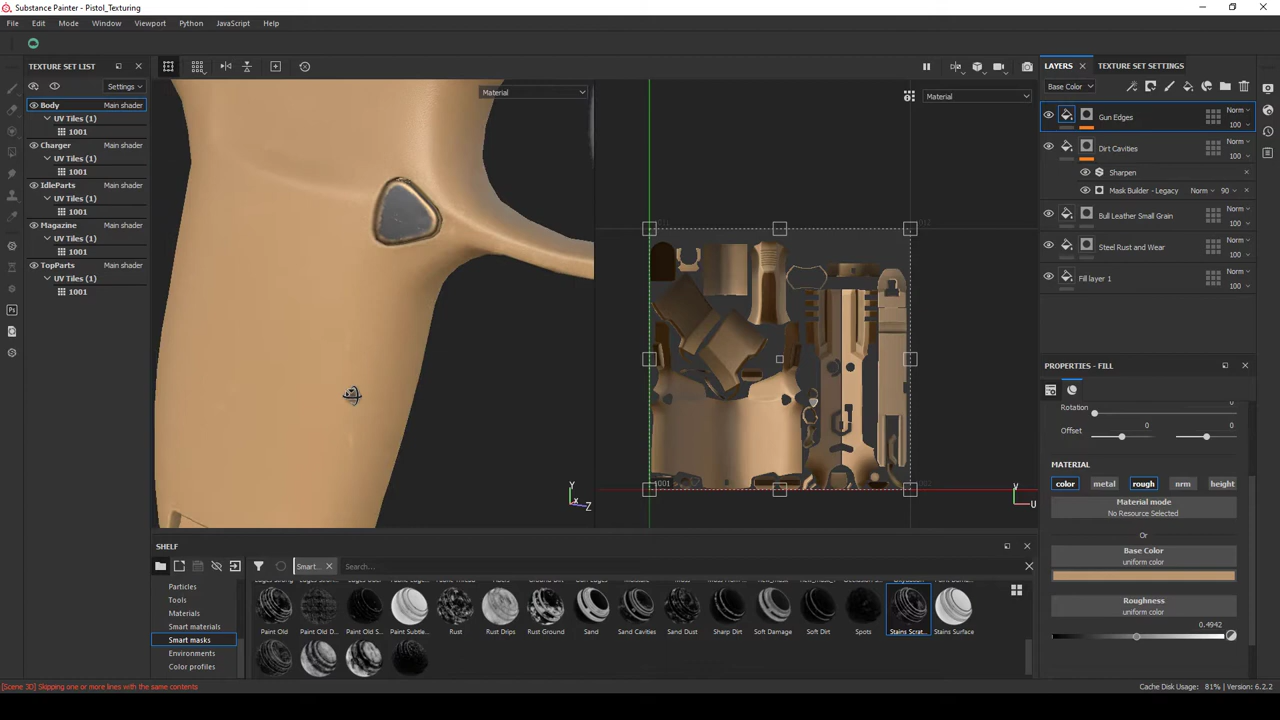 Substance Painter - Pistol_Texturing
File Edit Mode Window Viewport Python JavaScript Help
TEXTURE SET LIST
Settings
Body Main shader
UV Tiles (1)
1001
Charger Main shader
UV Tiles (1)
1001
IdleParts Main shader
UV Tiles (1)
1001
Magazine Main shader
UV Tiles (1)
1001
TopParts Main shader
UV Tiles (1)
1001
Material
Material
Y
X
Z
1001
V
U
LAYERS TEXTURE SET SETTINGS
Base Color
Gun Edges Norm
100
Dirt Cavities Norm
100
Sharpen
Mask Builder - Legacy Norm 90
Bull Leather Small Grain Norm
100
Steel Rust and Wear Norm
100
Fill layer 1 Norm
100
PROPERTIES - FILL
Rotation
Offset 0 0
MATERIAL
color metal rough nrm height
Material mode
No Resource Selected
Or
Base Color
uniform color
Roughness
uniform color
0.4942
SHELF
Smart...
Search...
Particles
Tools
Materials
Smart materials
Smart masks
Environments
Color profiles
Paint Old Paint Old D... Paint Old S... Paint Subtle... Rust Rust Drips Rust Ground Sand Sand Cavities Sand Dust Sharp Dirt Soft Damage Soft Dirt Spots Stains Scrat... Stains Surface
[Scene 3D] Skipping one or more lines with the same contents
Cache Disk Usage: 81% | Version: 6.2.2